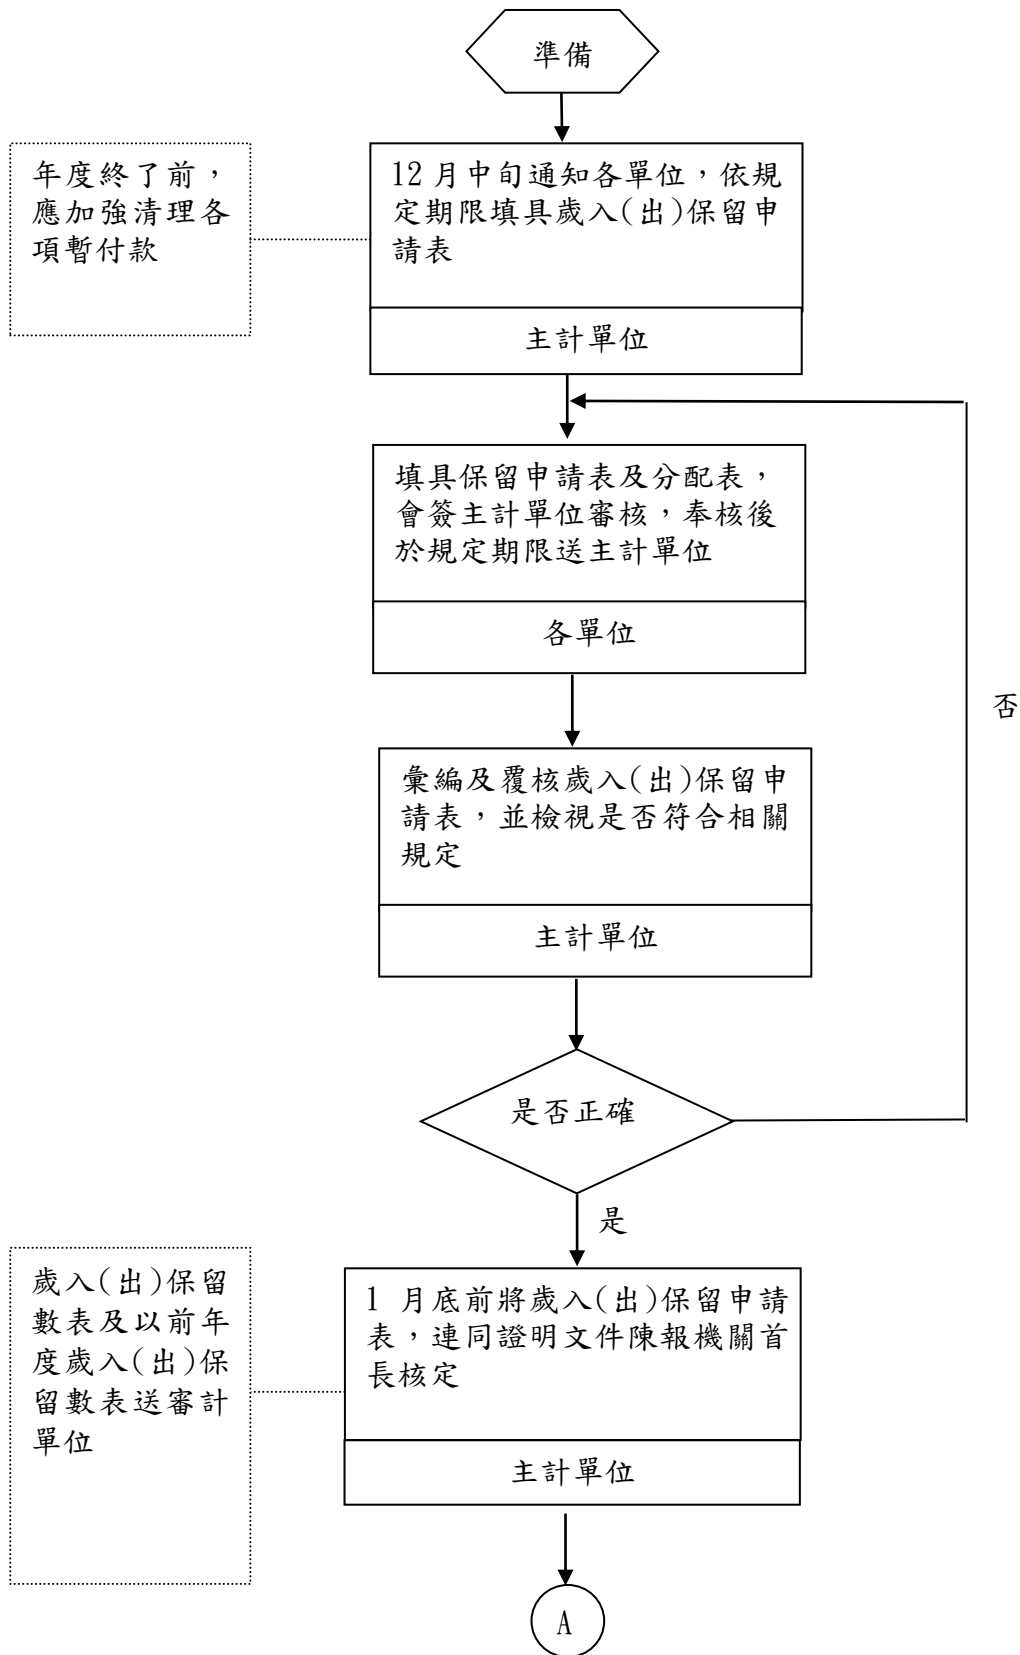 準備
年度終了前，
應加強清理各
項暫付款
12月中旬通知各單位，依規
定期限填具歲入(出)保留申
請表
主計單位
填具保留申請表及分配表，
會簽主計單位審核，奉核後
於規定期限送主計單位
各單位
否
彙編及覆核歲入(出)保留申
請表，並檢視是否符合相關
規定
主計單位
是否正確
是
歲入(出)保留
數表及以前年
度歲入(出)保
留數表送審計
單位
1 月底前將歲入(出)保留申請
表，連同證明文件陳報機關首
長核定
主計單位
A